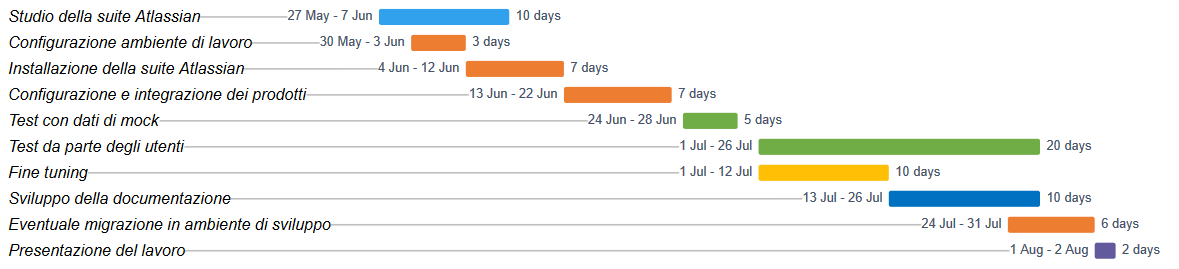 Studio della suite Atlassian 27 May - 7 Jun 10 days
Configurazione ambiente di lavoro 30 May - 3 Jun 3 days
Installazione della suite Atlassian 4 Jun - 12 Jun 7 days
Configurazione e integrazione dei prodotti 13 Jun - 22 Jun 7 days
Test con dati di mock 24 Jun - 28 Jun 5 days
Test da parte degli utenti 1 Jul - 26 Jul 20 days
Fine tuning 1 Jul - 12 Jul 10 days
Sviluppo della documentazione 13 Jul - 26 Jul 10 days
Eventuale migrazione in ambiente di sviluppo 24 Jul - 31 Jul 6 days
Presentazione del lavoro 1 Aug - 2 Aug 2 days